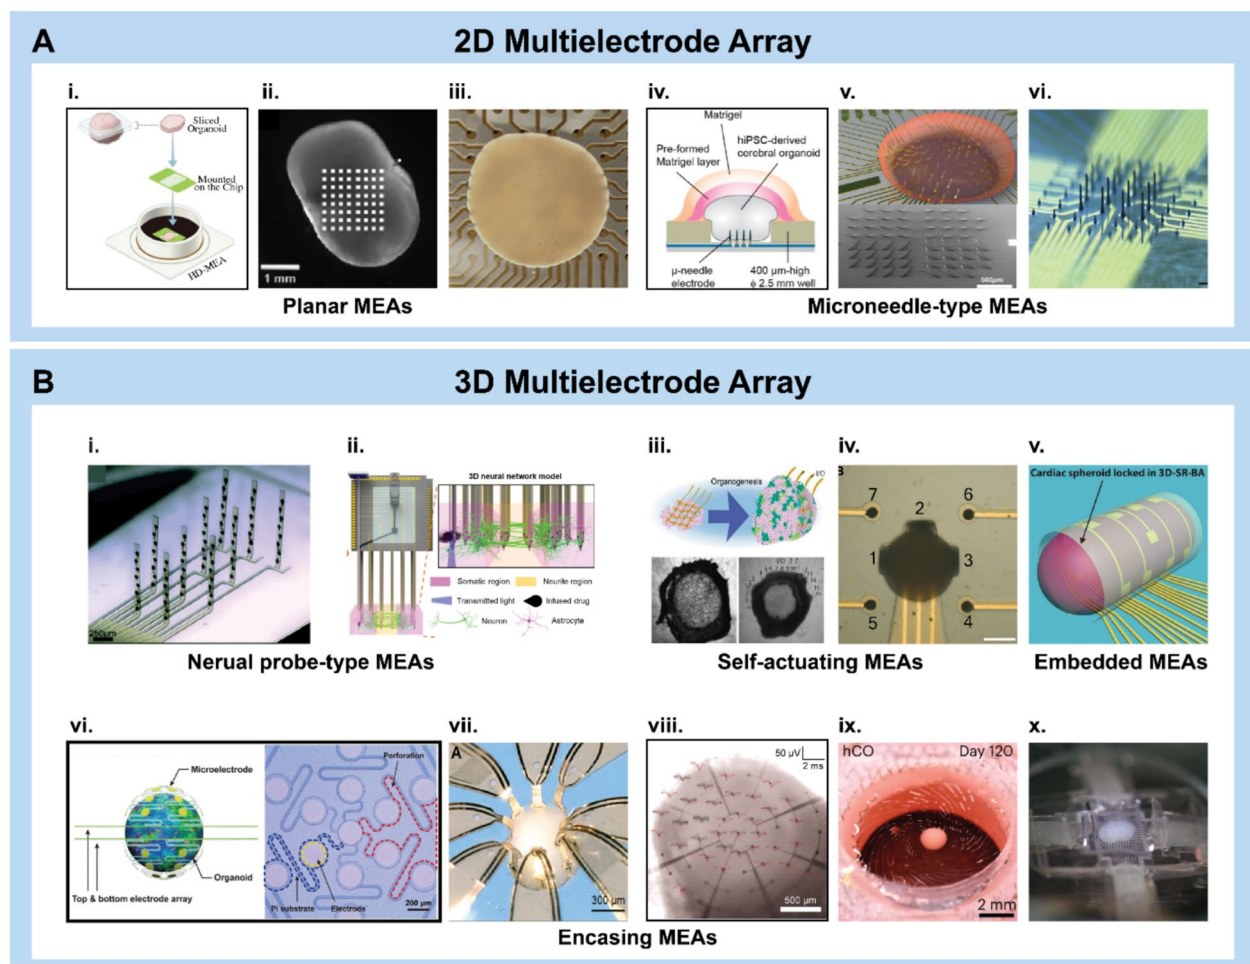 A
2D Multielectrode Array
i.
Sliced
Organoid
Mounted
on the Chip
HD-MEA
ii.
1 mm
iii.
Planar MEAs
iv.
Matrigel
Pre-formed
Matrigel layer
hiPSC-derived
corebral organoid
μ-needle
electrode
400 μm-high
ϕ 2.5 mm well
v.
500μm
vi.
Microneedle-type MEAs
B
3D Multielectrode Array
i.
250μm
ii.
3D neural network model
Somatic region
Neurite region
Transmitted light
Infused drug
Neuron
Astrocyte
Nerual probe-type MEAs
iii.
Organogenesis
I/O
iv.
7
2
6
1
3
5
4
Self-actuating MEAs
v.
Cardiac spheroid locked in 3D-SR-BA
Embedded MEAs
vi.
Microelectrode
Organoid
Top & bottom electrode array
Perforation
PI substrate
Electrode
200 μm
vii.
A
300 μm
viii.
50 μV
2 ms
500 μm
ix.
hCO
Day 120
2 mm
x.
Encasing MEAs